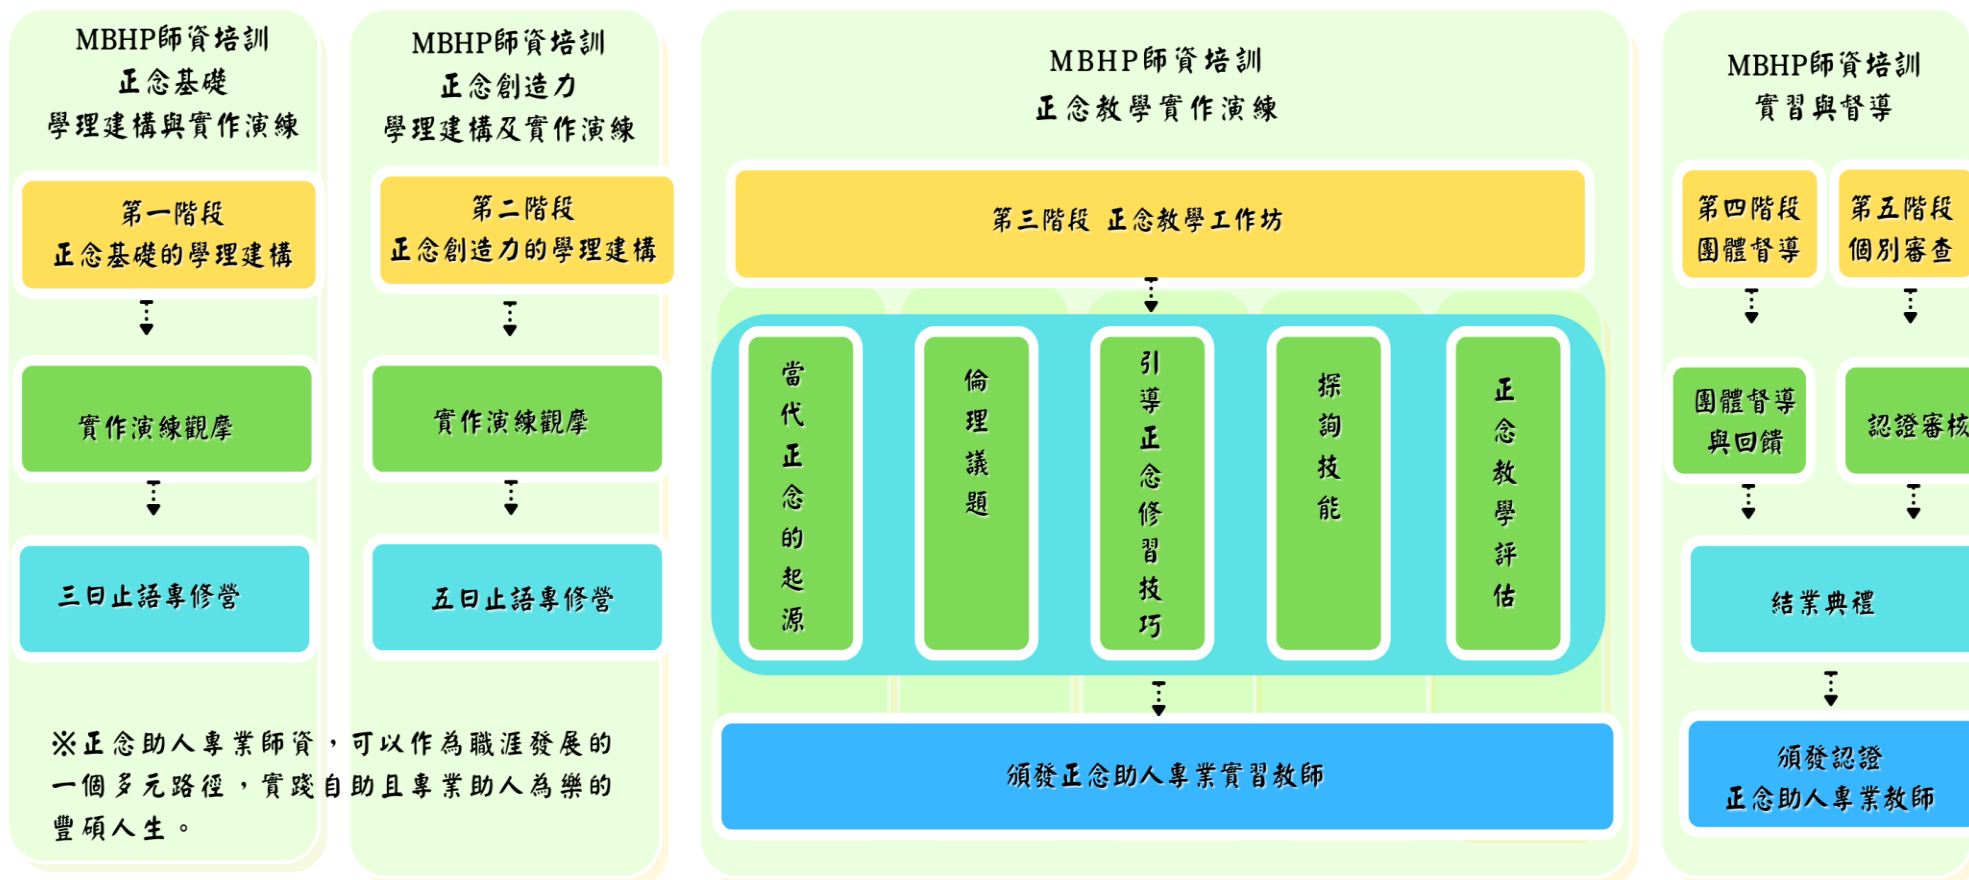 MBHP師資培訓
正念基礎
學理建構與實作演練
第一階段
正念基礎的學理建構
實作演練觀摩
三日止語專修營
MBHP師資培訓
正念創造力
學理建構及實作演練
第二階段
正念創造力的學理建構
實作演練觀摩
五日止語專修營
※正念助人專業師資，可以作為職涯發展的
一個多元路徑，實踐自助且專業助人為樂的
豐碩人生。
MBHP師資培訓
正念教學實作演練
第三階段 正念教學工作坊
當代正念的起源
倫理議題
引導正念修習技巧
探詢技能
正念教學評估
頒發正念助人專業實習教師
MBHP師資培訓
實習與督導
第四階段
團體督導
團體督導
與回饋
第五階段
個別審查
認證審核
結業典禮
頒發認證
正念助人專業教師